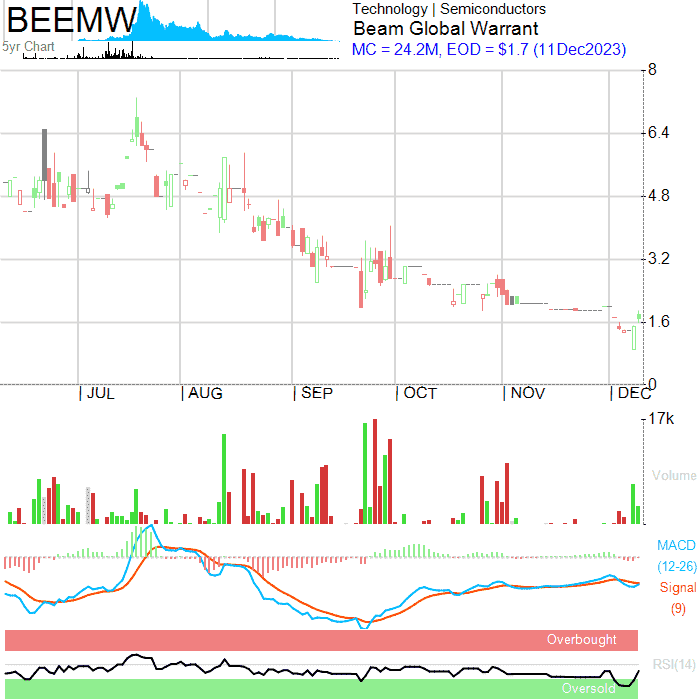 BEEMW
5yr Chart
Technology | Semiconductors
Beam Global Warrant
MC = 24.2M, EOD = $1.7 (11Dec2023)
8
6.4
4.8
3.2
1.6
0
| JUL | AUG | SEP | OCT | NOV | DEC
17k
Volume
MACD
(12-26)
Signal
(9)
Overbought
RSI(14)
Oversold